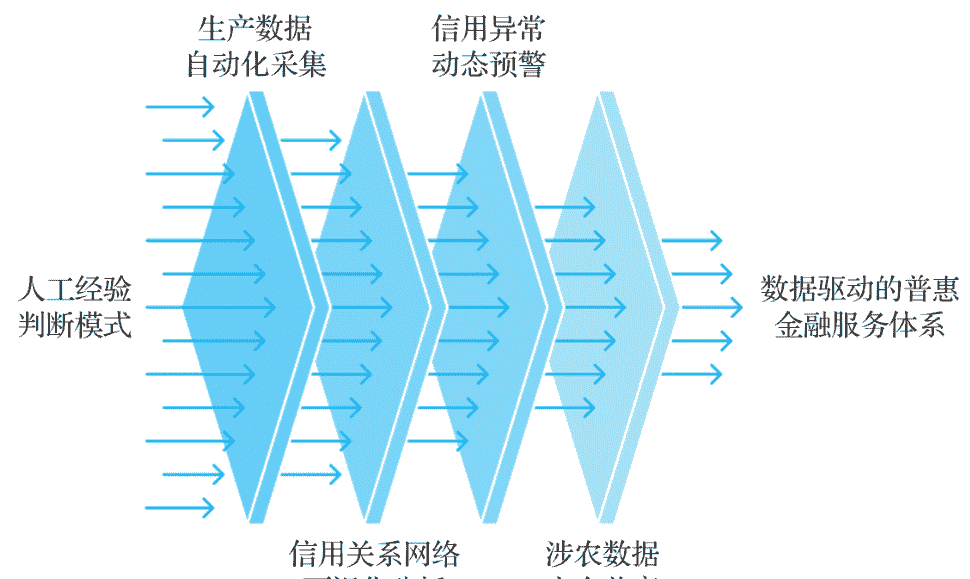 生产数据
自动化采集
信用异常
动态预警
人工经验
判断模式
数据驱动的普惠
金融服务体系
信用关系网络
涉农数据